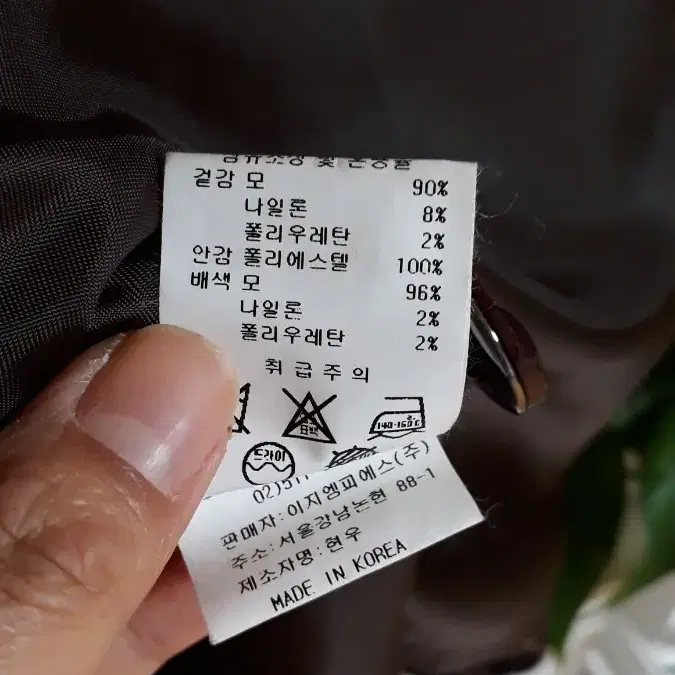 겉감 모 90%
나일론 8%
폴리우레탄 2%
안감 폴리에스텔 100%
배색 모 96%
나일론 2%
폴리우레탄 2%
취급주의
표백
140-160℃
드라이
판매자:이지엠피에스(주)
주소:서울강남논현 88-1
제소자명:현우
MADE IN KOREA